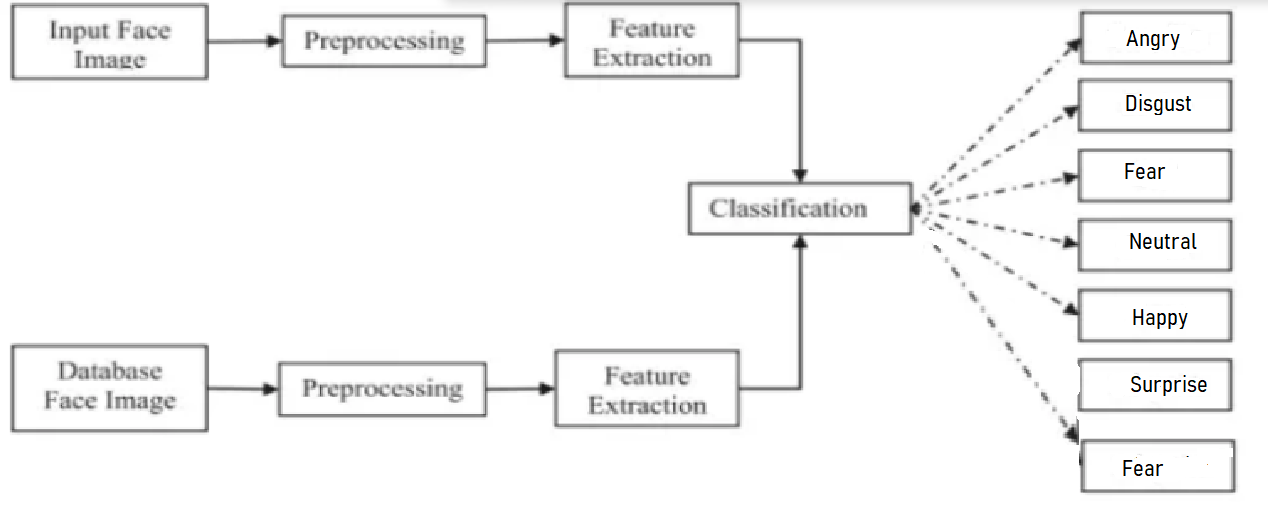 Input Face
Image
Preprocessing
Feature
Extraction
Angry
Disgust
Fear
Classification
Neutral
Happy
Surprise
Fear
Database
Face Image
Preprocessing
Feature
Extraction